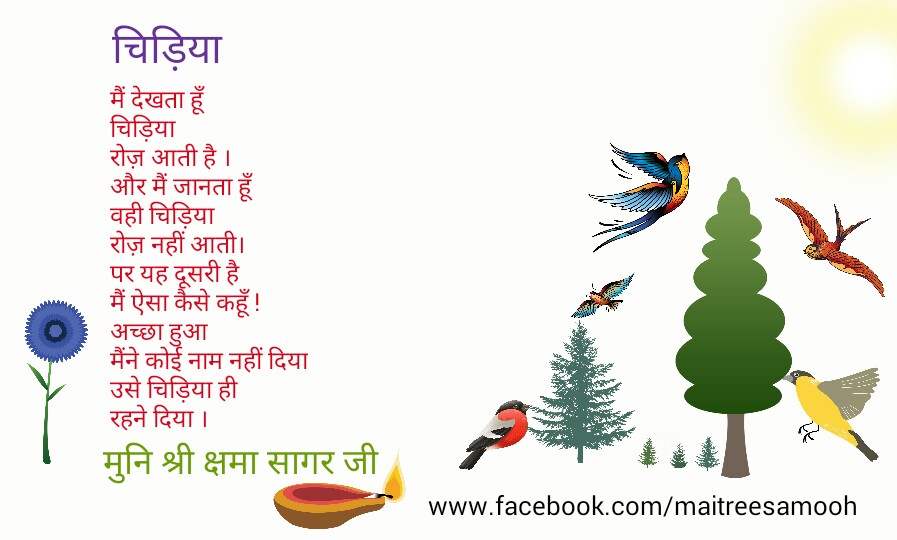 चिड़िया
मैं देखता हूँ
चिड़िया
रोज़ आती है ।
और मैं जानता हूँ
वही चिड़िया
रोज़ नहीं आती।
पर यह दूसरी है
मैं ऐसा कैसे कहूँ !
अच्छा हुआ
मैंने कोई नाम नहीं दिया
उसे चिड़िया ही
रहने दिया ।
मुनि श्री क्षमा सागर जी
www.facebook.com/maitreesamooh